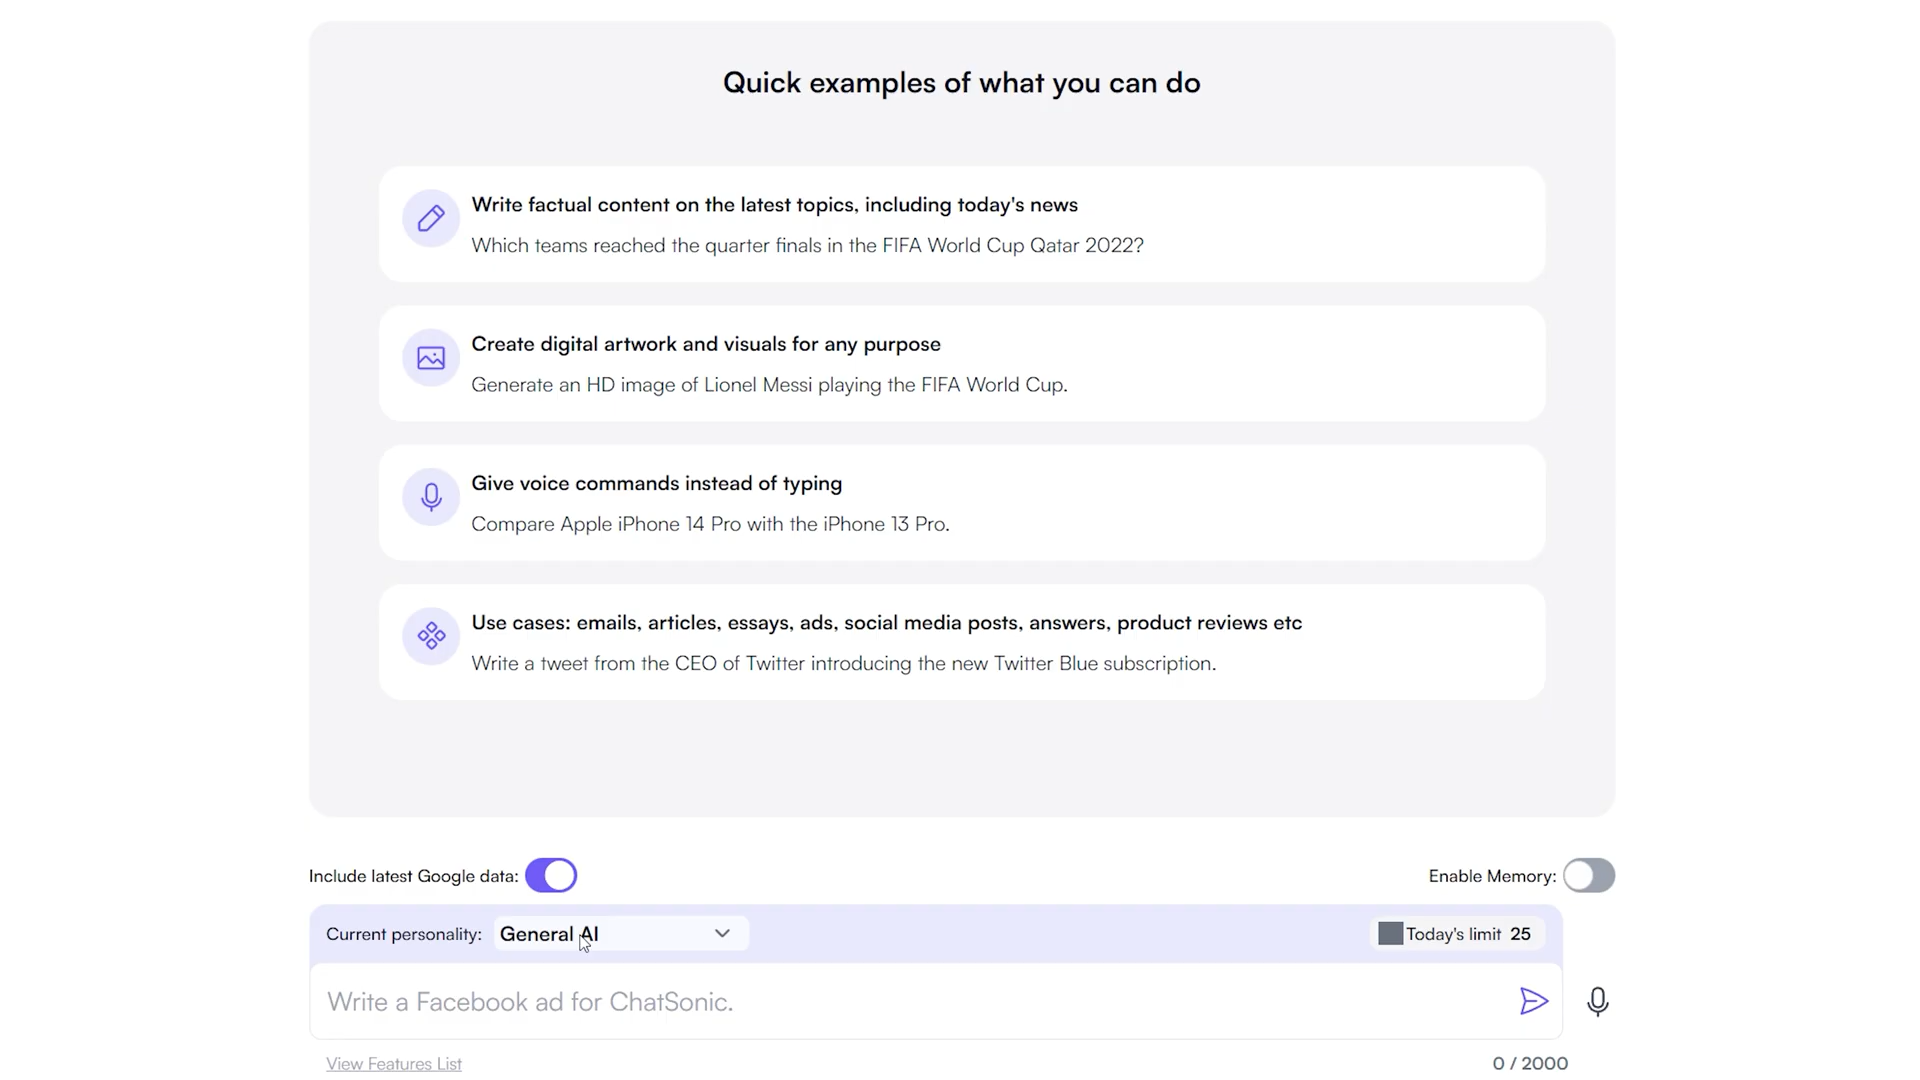 Quick examples of what you can do
Write factual content on the latest topics, including today's news
Which teams reached the quarter finals in the FIFA World Cup Qatar 2022?
Create digital artwork and visuals for any purpose
Generate an HD image of Lionel Messi playing the FIFA World Cup.
Give voice commands instead of typing
Compare Apple iPhone 14 Pro with the iPhone 13 Pro.
Use cases: emails, articles, essays, ads, social media posts, answers, product reviews etc
Write a tweet from the CEO of Twitter introducing the new Twitter Blue subscription.
Include latest Google data:
Enable Memory:
Current personality: General AI
Today's limit 25
Write a Facebook ad for ChatSonic.
View Features List
0 / 2000